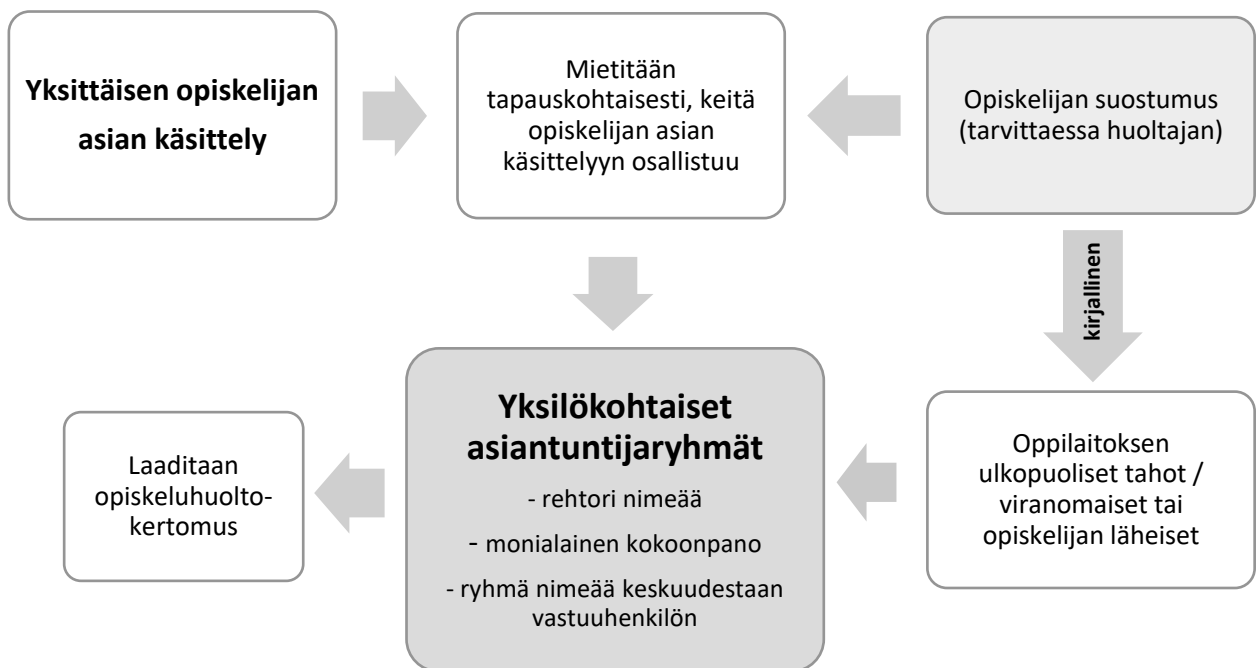 Yksittäisen opiskelijan
asian käsittely
Mietitään
tapauskohtaisesti, keitä
opiskelijan asian
käsittelyyn osallistuu
Opiskelijan suostumus
(tarvittaessa huoltajan)
kirjallinen
Yksilökohtaiset
asiantuntijaryhmät
- rehtori nimeää
- monialainen kokoonpano
- ryhmä nimeää keskuudestaan
vastuuhenkilön
Oppilaitoksen
ulkopuoliset tahot /
viranomaiset tai
opiskelijan läheiset
Laaditaan
opiskeluhuolto-
kertomus